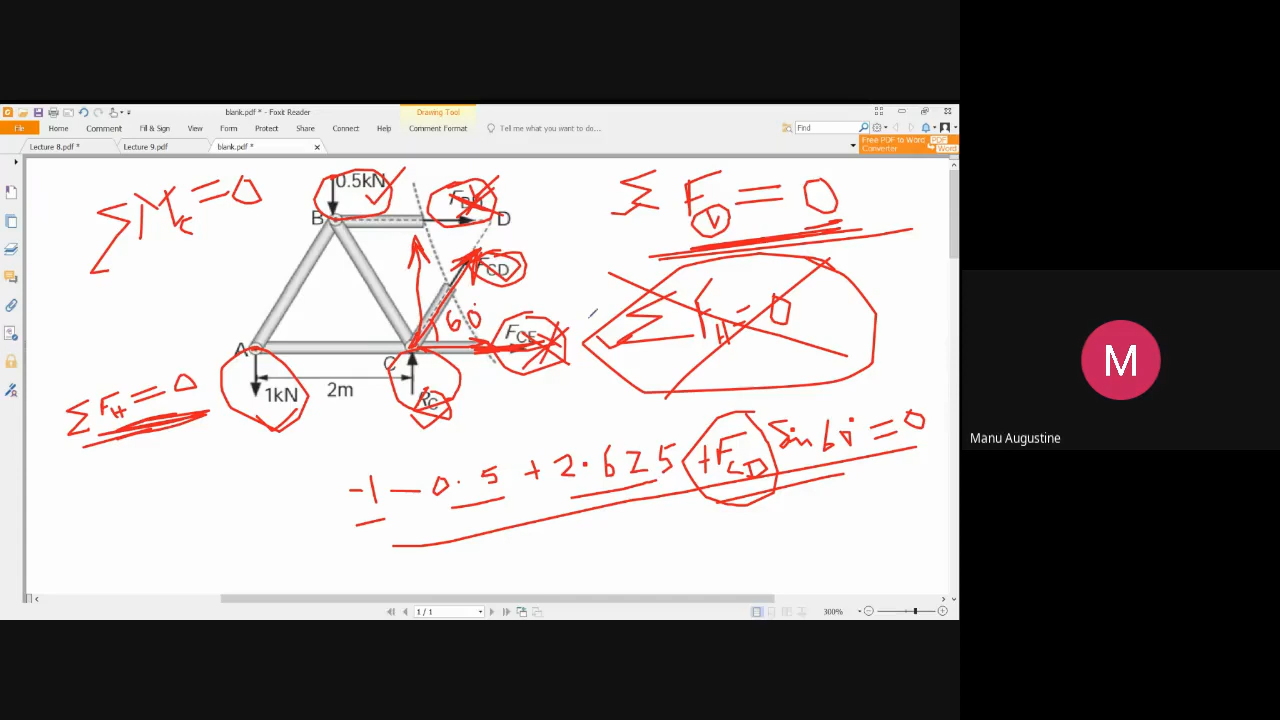 blank.pdf * - Foxit Reader
Drawing Tool
File Home Comment Fill & Sign View Form Protect Share Connect Help Comment Format Tell me what you want to do... Find
Lecture 8.pdf * Lecture 9.pdf blank.pdf *
Free PDF to Word Converter
PDF Word
ΣM_C = 0
0.5kN
F_BD
B
D
ΣF_V = 0
F_CD
60°
ΣF_H = 0
F_CE
A
C
2m
1kN
R_C
ΣF_H = 0
-1 - 0.5 + 2.625 + F_CD Sin 60° = 0
M
Manu Augustine
1 / 1
300%